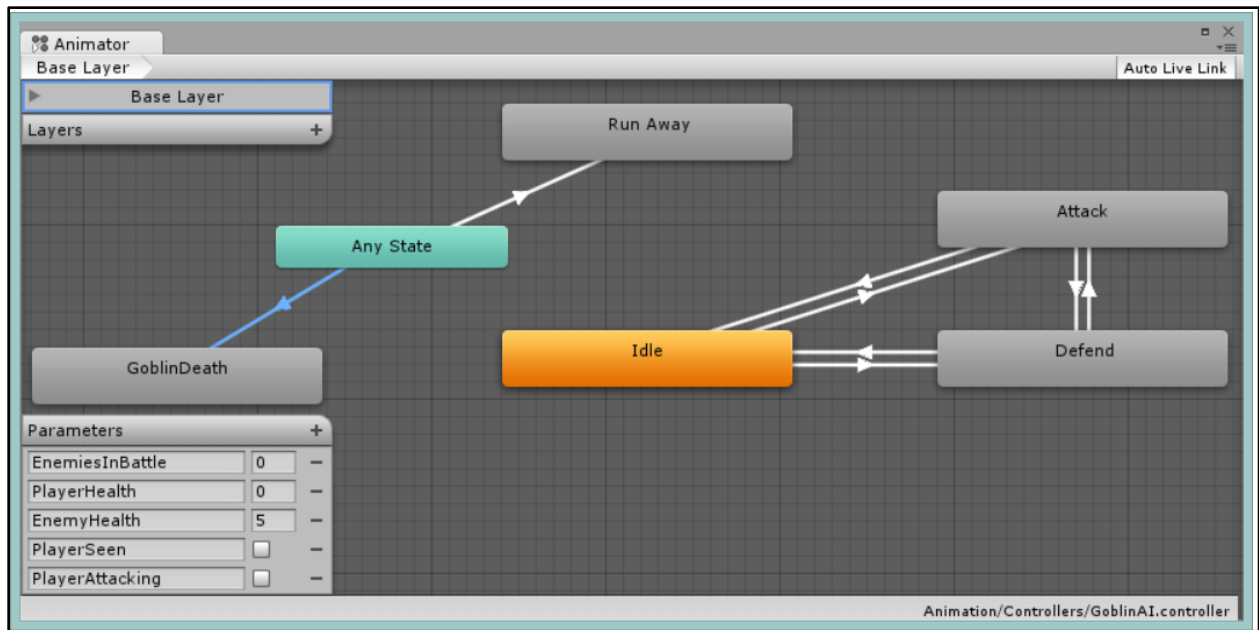 Animator
Base Layer
Auto Live Link
Base Layer
Layers +
Run Away
Attack
Any State
Idle
Defend
GoblinDeath
Parameters +
EnemiesInBattle 0 −
PlayerHealth 0 −
EnemyHealth 5 −
PlayerSeen −
PlayerAttacking −
Animation/Controllers/GoblinAI.controller